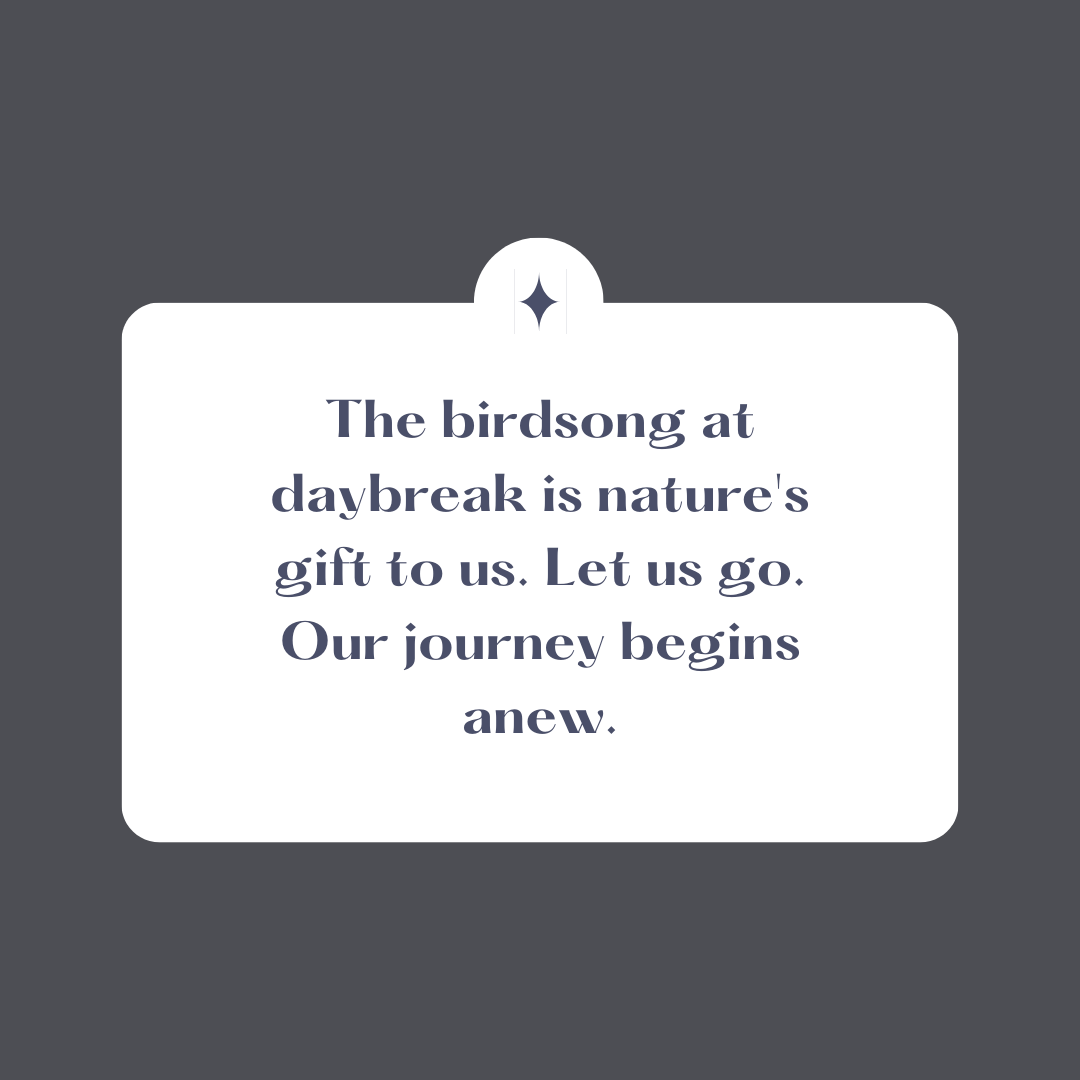 The birdsong at
daybreak is nature's
gift to us. Let us go.
Our journey begins
anew.